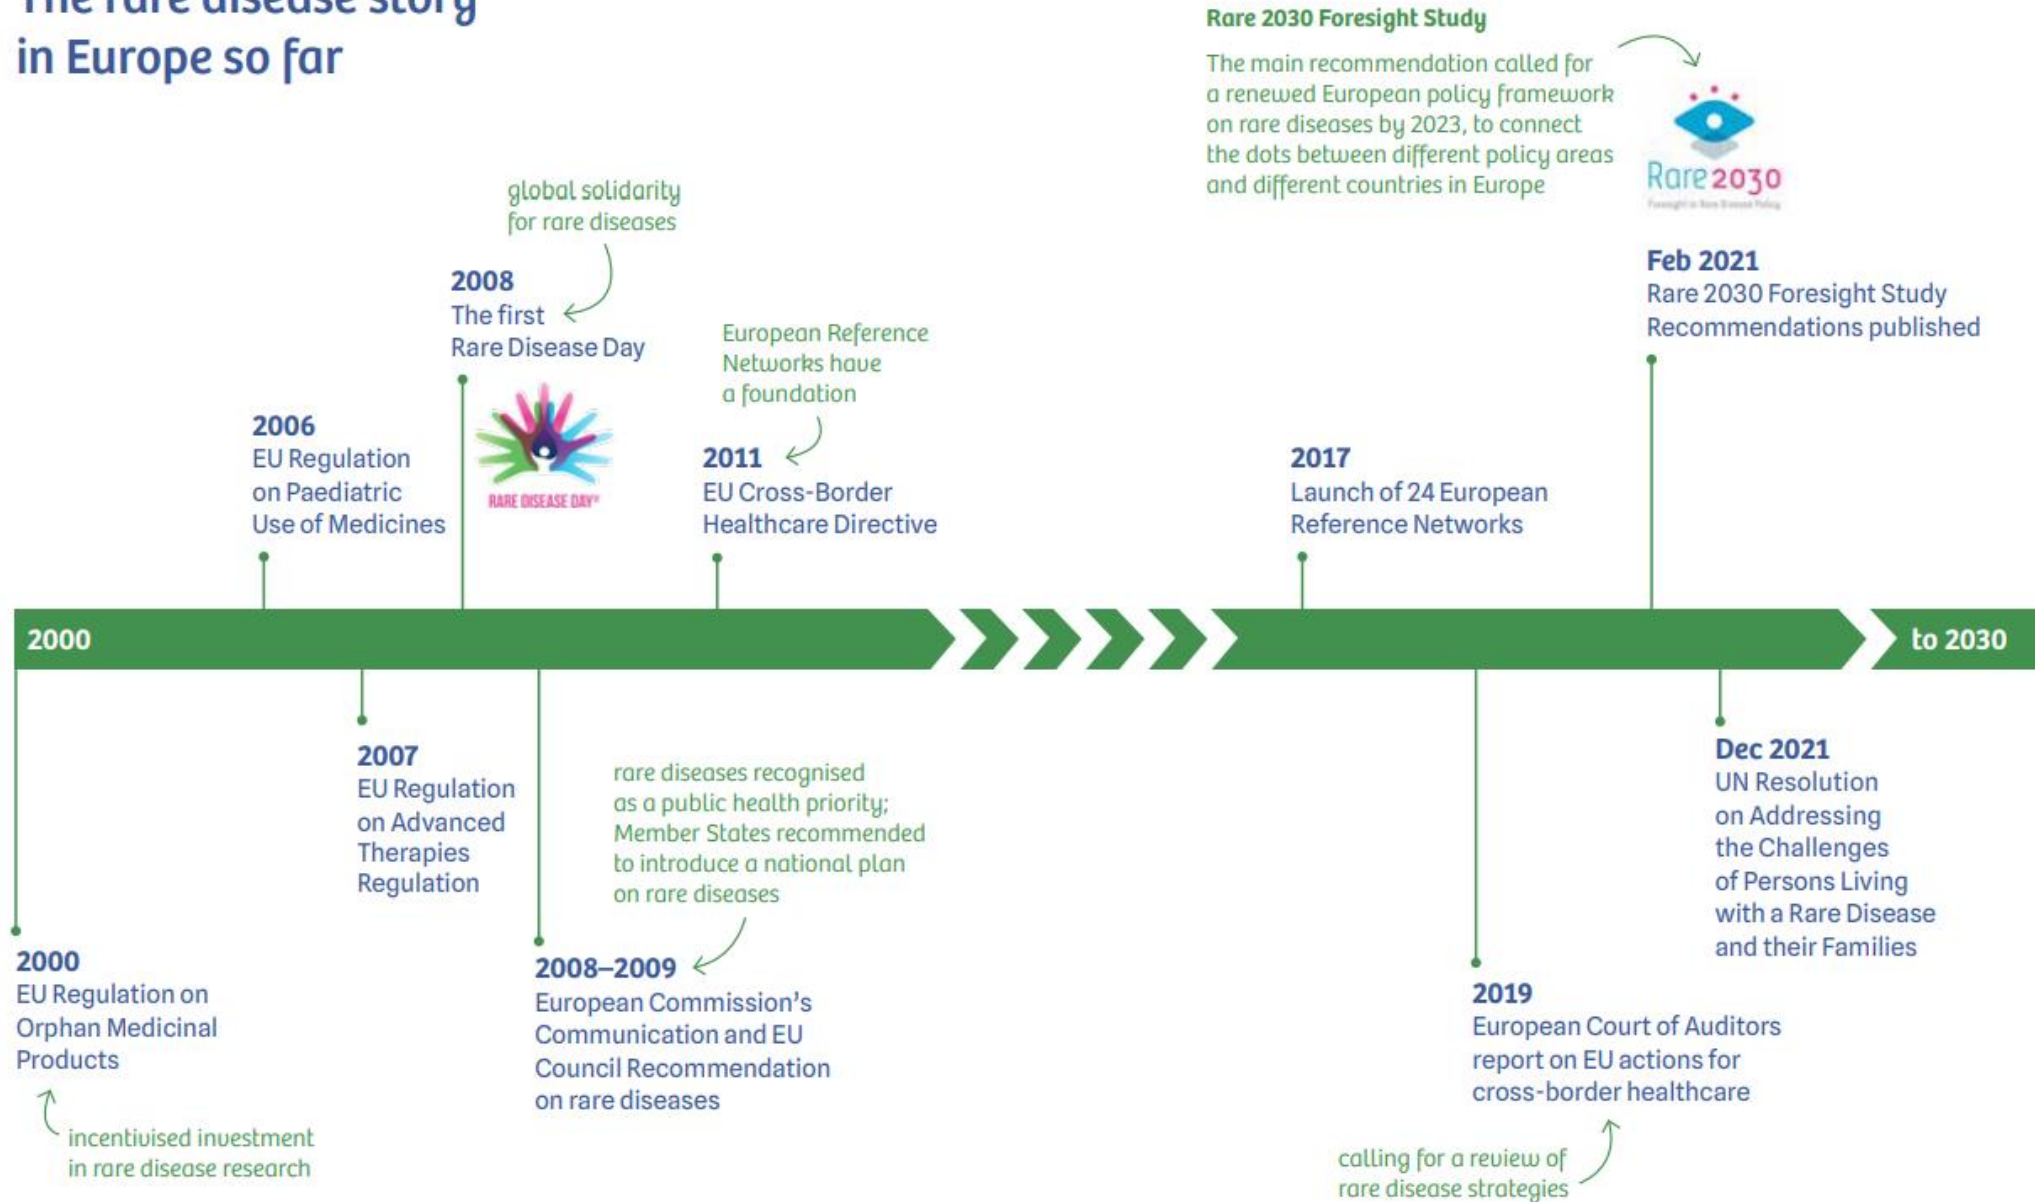 The rare disease story
in Europe so far
Rare 2030 Foresight Study
The main recommendation called for
a renewed European policy framework
on rare diseases by 2023, to connect
the dots between different policy areas
and different countries in Europe
Rare2030
Foresight in Rare Disease Policy
Feb 2021
Rare 2030 Foresight Study
Recommendations published
global solidarity
for rare diseases
2008
The first
Rare Disease Day
RARE DISEASE DAY®
European Reference
Networks have
a foundation
2006
EU Regulation
on Paediatric
Use of Medicines
2011
EU Cross-Border
Healthcare Directive
2017
Launch of 24 European
Reference Networks
2000
to 2030
2007
EU Regulation
on Advanced
Therapies
Regulation
rare diseases recognised
as a public health priority;
Member States recommended
to introduce a national plan
on rare diseases
Dec 2021
UN Resolution
on Addressing
the Challenges
of Persons Living
with a Rare Disease
and their Families
2000
EU Regulation on
Orphan Medicinal
Products
incentivised investment
in rare disease research
2008–2009
European Commission's
Communication and EU
Council Recommendation
on rare diseases
2019
European Court of Auditors
report on EU actions for
cross-border healthcare
calling for a review of
rare disease strategies